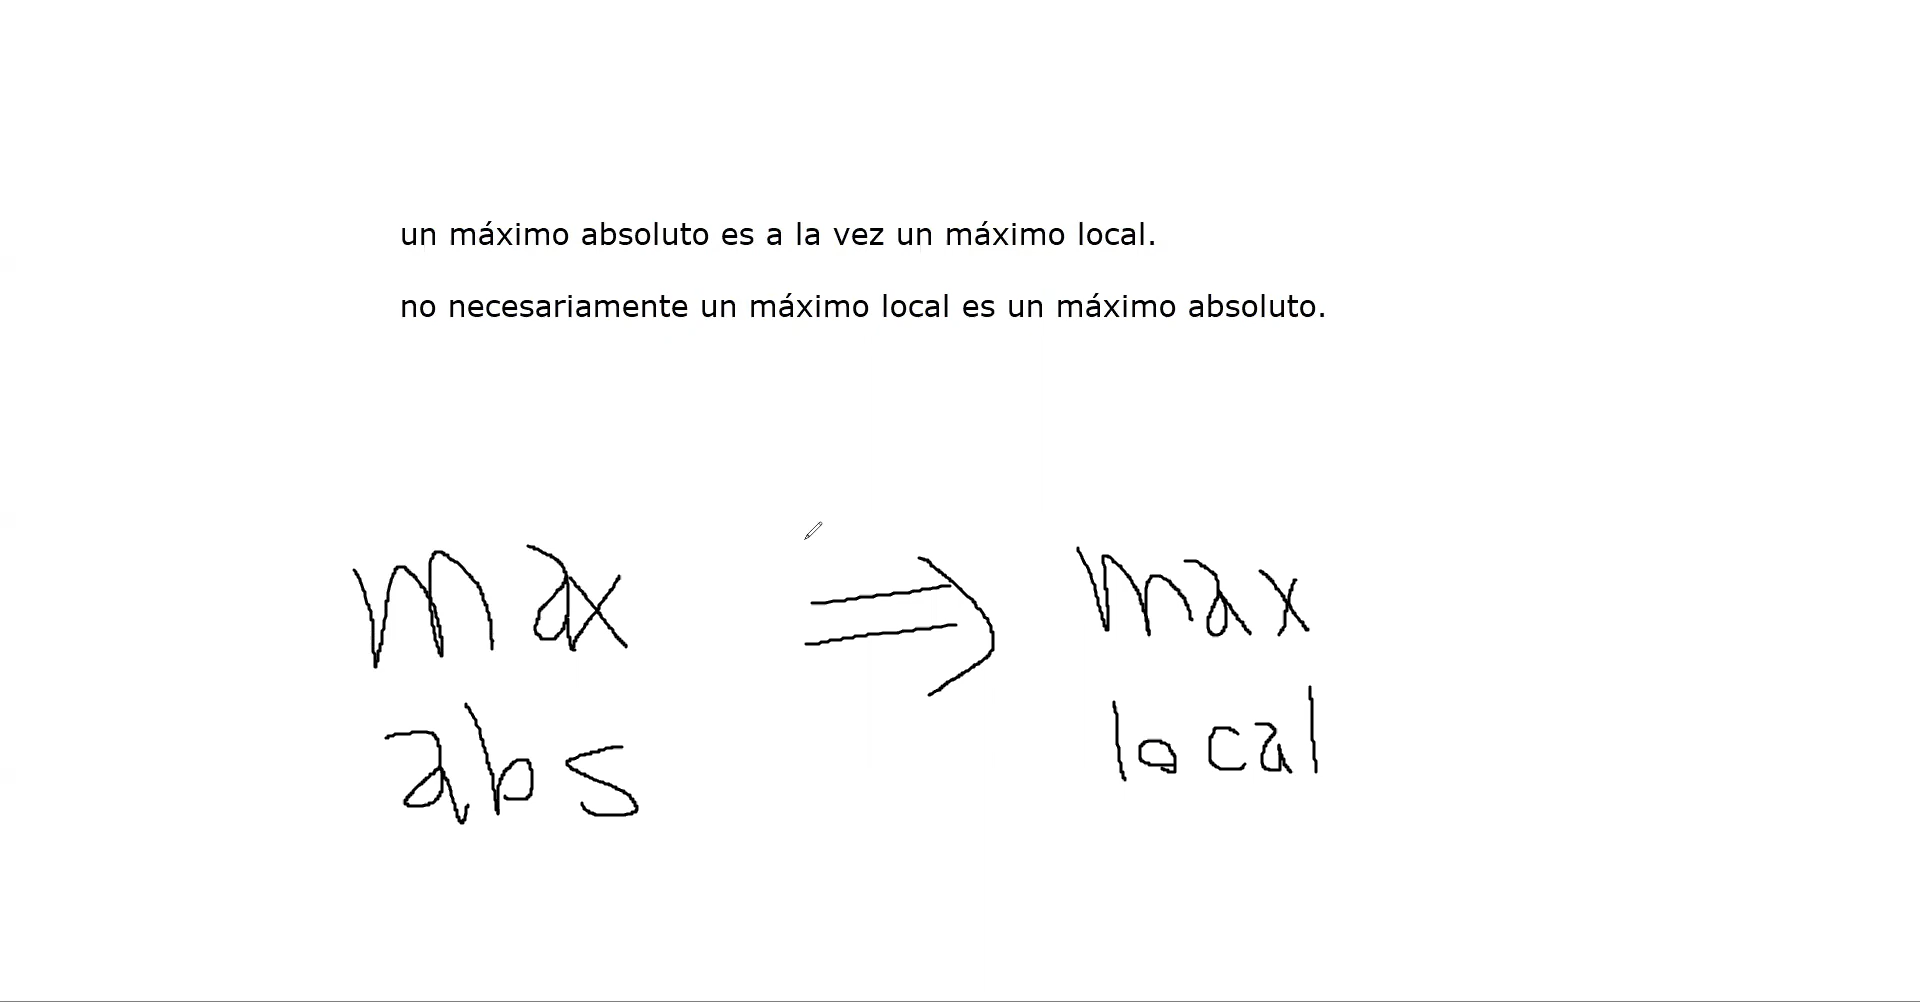 un máximo absoluto es a la vez un máximo local.
no necesariamente un máximo local es un máximo absoluto.
max ⇒ max
abs local